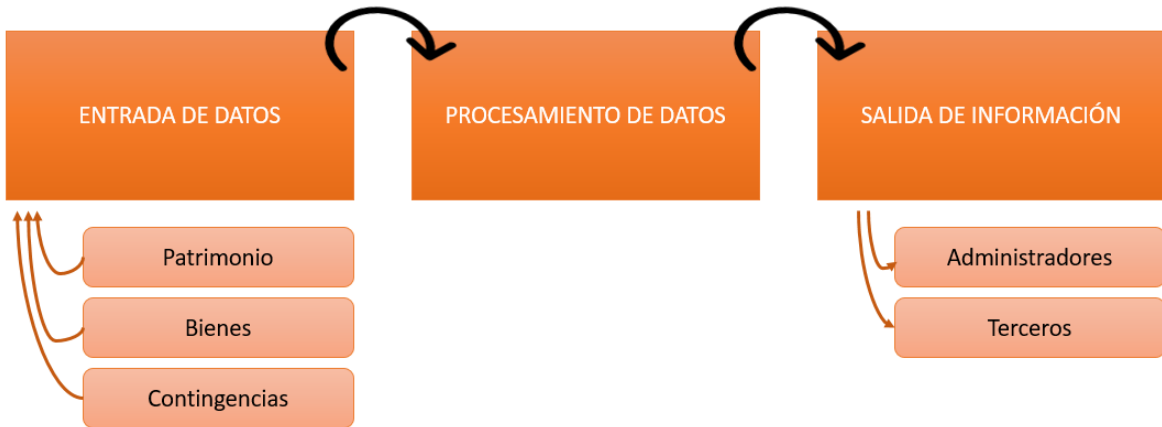 ENTRADA DE DATOS
PROCESAMIENTO DE DATOS
SALIDA DE INFORMACIÓN
Patrimonio
Bienes
Contingencias
Administradores
Terceros